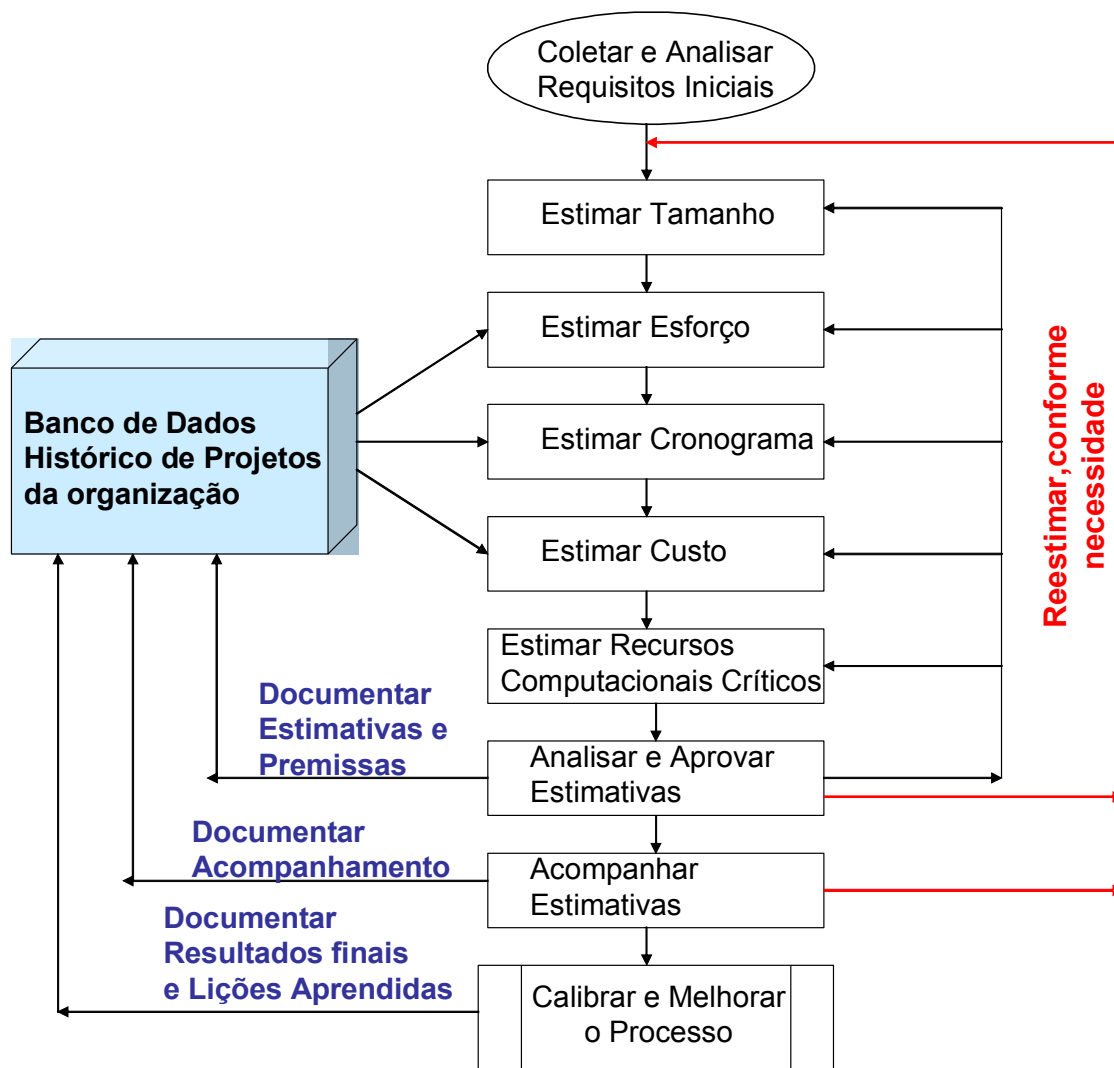 Coletar e Analisar
Requisitos Iniciais
Estimar Tamanho
Estimar Esforço
Banco de Dados
Histórico de Projetos
da organização
Estimar Cronograma
Estimar Custo
Reestimar,conforme
necessidade
Estimar Recursos
Computacionais Críticos
Documentar
Estimativas e
Premissas
Analisar e Aprovar
Estimativas
Documentar
Acompanhamento
Acompanhar
Estimativas
Documentar
Resultados finais
e Lições Aprendidas
Calibrar e Melhorar
o Processo